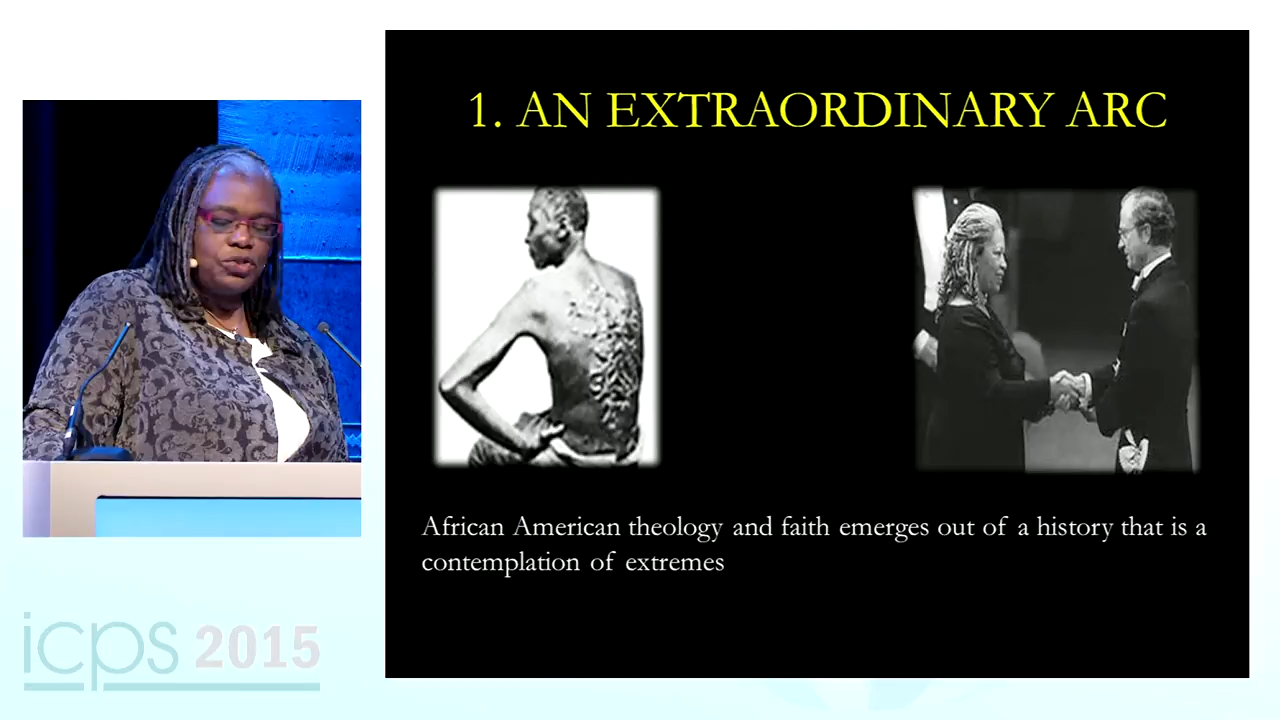 1. AN EXTRAORDINARY ARC
African American theology and faith emerges out of a history that is a
contemplation of extremes
icps 2015